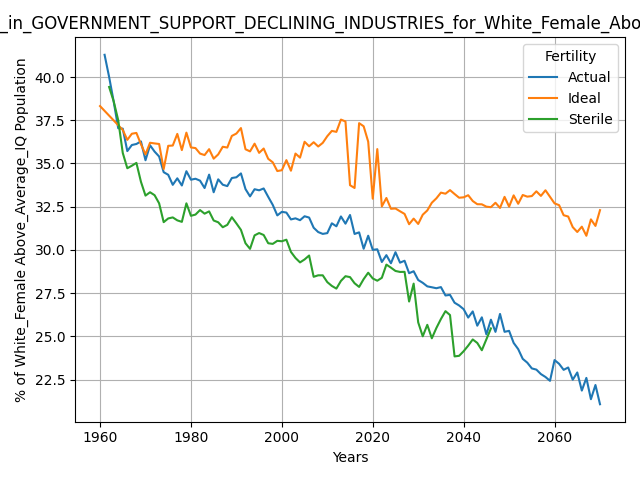 _in_GOVERNMENT_SUPPORT_DECLINING_INDUSTRIES_for_White_Female_Abo
% of White_Female Above_Average_IQ Population
40.0
37.5
35.0
32.5
30.0
27.5
25.0
22.5
Fertility
Actual
Ideal
Sterile
1960
1980
2000
2020
2040
2060
Years